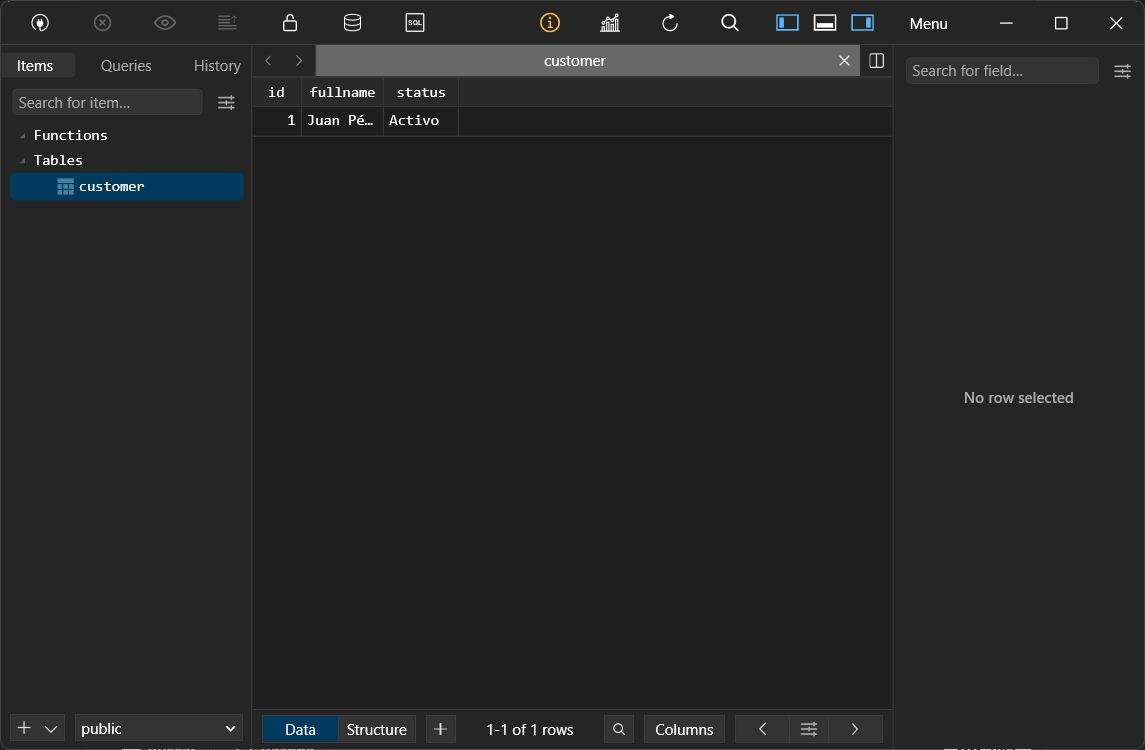 SQL
Menu
Items Queries History
customer
Search for item...
Search for field...
Functions
Tables
customer
id fullname status
1 Juan Pé… Activo
No row selected
public
Data Structure
1-1 of 1 rows
Columns